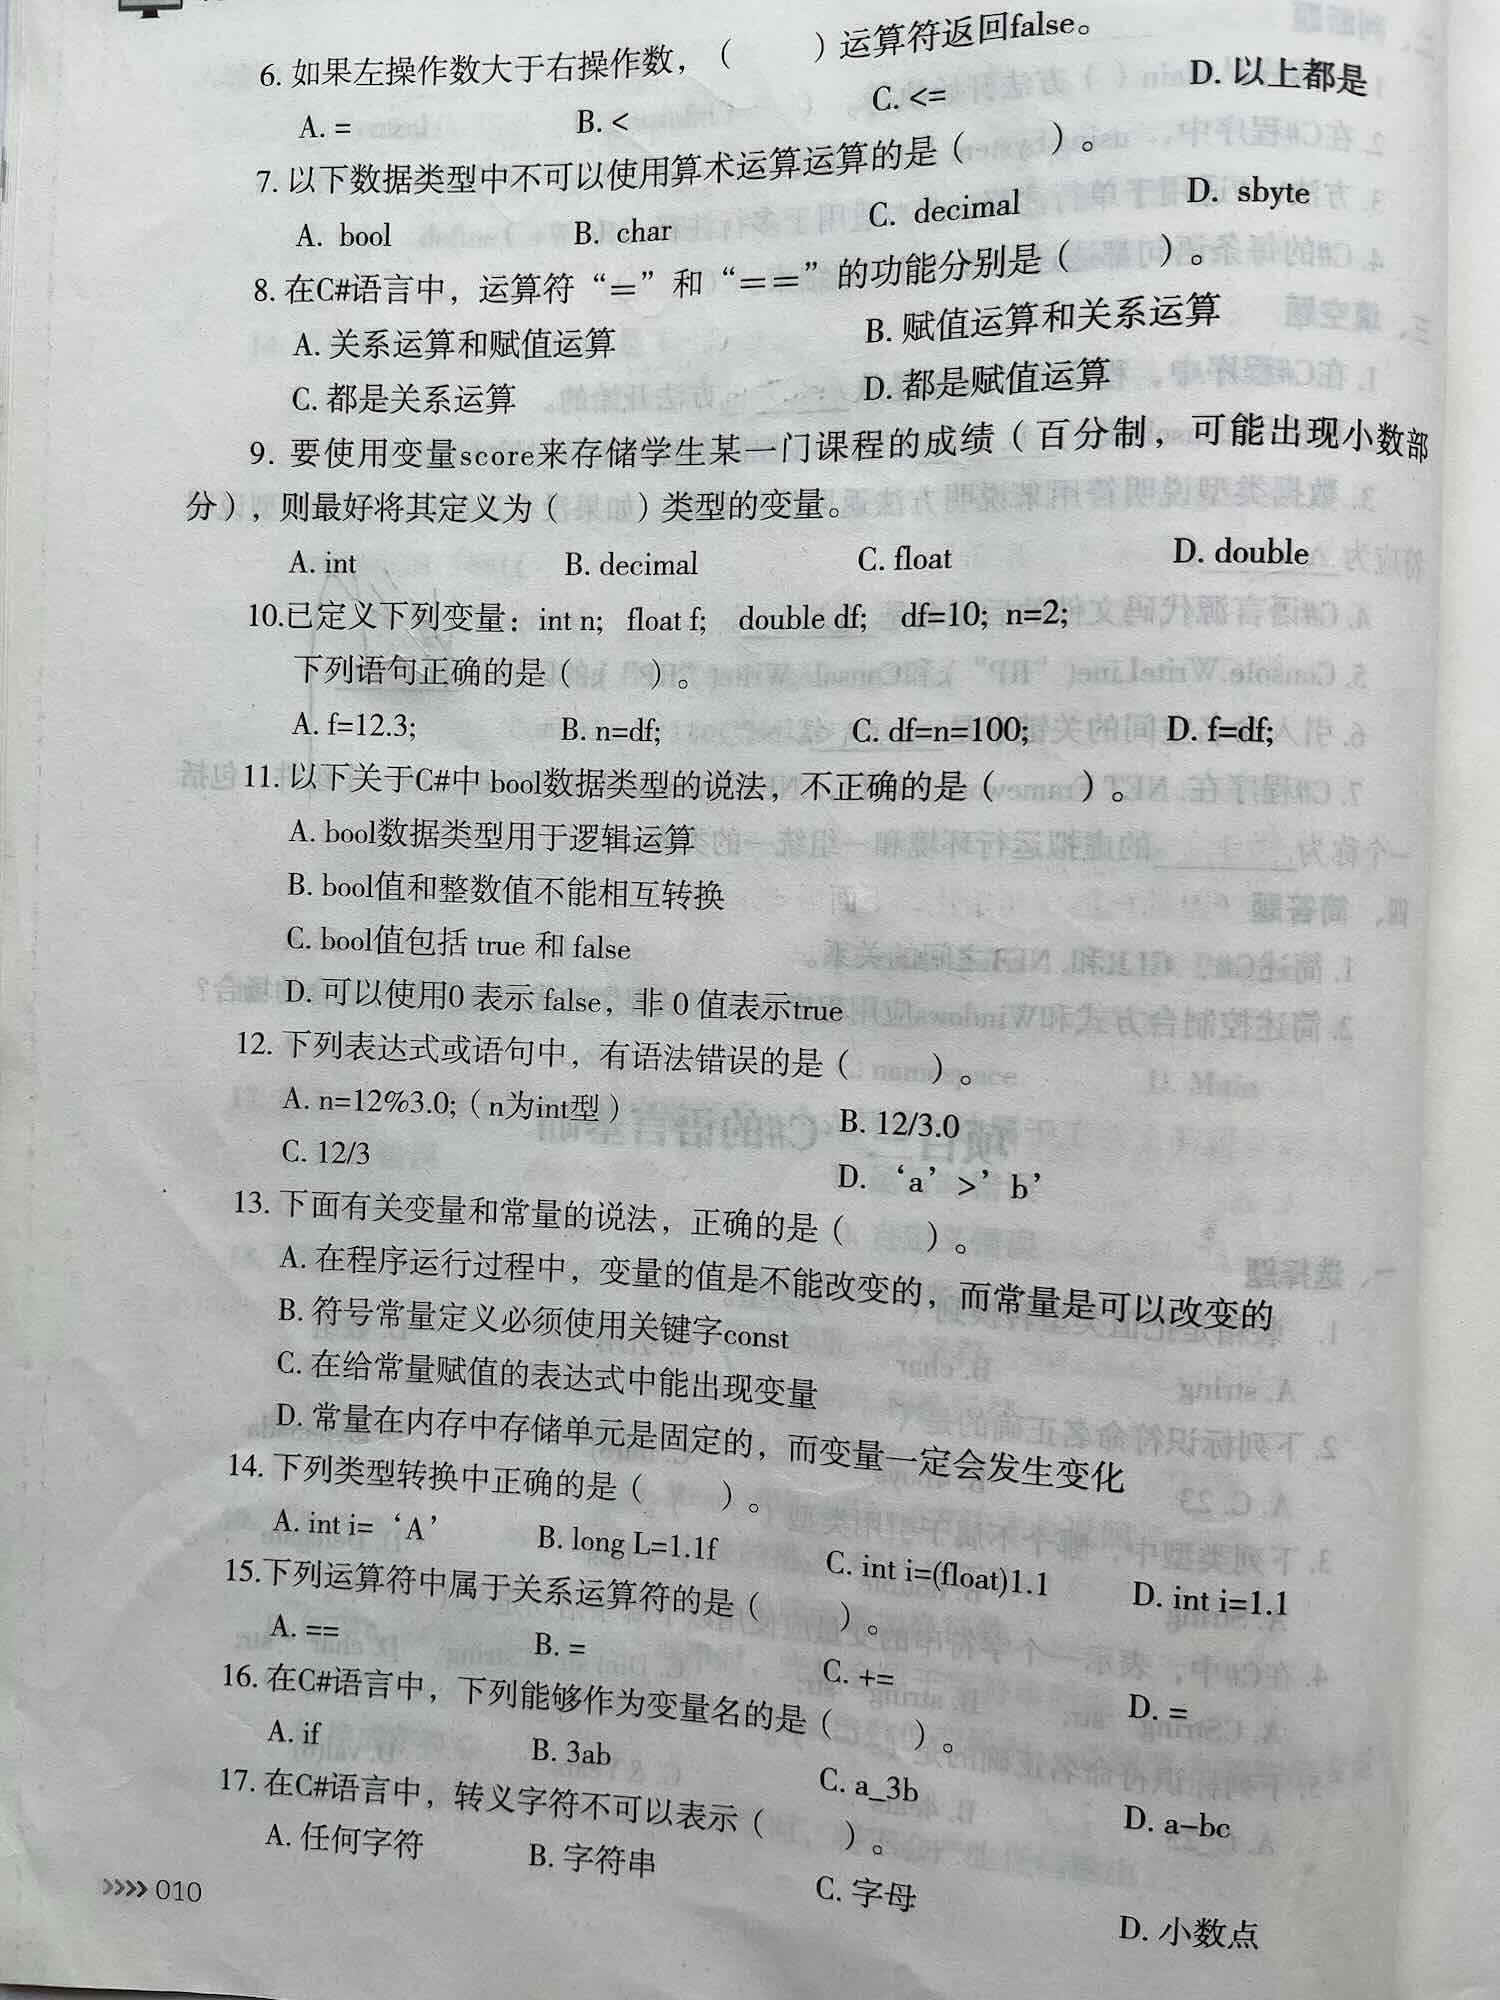 6. 如果左操作数大于右操作数，（　　）运算符返回false。
A. =　B. <　C. <=　D. 以上都是
7. 以下数据类型中不可以使用算术运算运算的是（　　）。
A. bool　B. char　C. decimal　D. sbyte
8. 在C#语言中，运算符“=”和“==”的功能分别是（　　）。
A. 关系运算和赋值运算　B. 赋值运算和关系运算
C. 都是关系运算　D. 都是赋值运算
9. 要使用变量score来存储学生某一门课程的成绩（百分制，可能出现小数部
分），则最好将其定义为（　　）类型的变量。
A. int　B. decimal　C. float　D. double
10.已定义下列变量：int n; float f; double df; df=10; n=2;
下列语句正确的是（　　）。
A. f=12.3;　B. n=df;　C. df=n=100;　D. f=df;
11. 以下关于C#中 bool数据类型的说法，不正确的是（　　）。
A. bool数据类型用于逻辑运算
B. bool值和整数值不能相互转换
C. bool值包括 true 和 false
D. 可以使用0 表示 false，非 0 值表示true
12. 下列表达式或语句中，有语法错误的是（　　）。
A. n=12%3.0;（n为int型）　B. 12/3.0
C. 12/3　D. ‘a’>’b’
13. 下面有关变量和常量的说法，正确的是（　　）。
A. 在程序运行过程中，变量的值是不能改变的，而常量是可以改变的
B. 符号常量定义必须使用关键字const
C. 在给常量赋值的表达式中能出现变量
D. 常量在内存中存储单元是固定的，而变量一定会发生变化
14. 下列类型转换中正确的是（　　）。
A. int i=‘A’　B. long L=1.1f　C. int i=(float)1.1　D. int i=1.1
15.下列运算符中属于关系运算符的是（　　）。
A. ==　B. =　C. +=　D. =
16. 在C#语言中，下列能够作为变量名的是（　　）。
A. if　B. 3ab　C. a_3b　D. a-bc
17. 在C#语言中，转义字符不可以表示（　　）。
A. 任何字符　B. 字符串　C. 字母　D. 小数点
》》 010